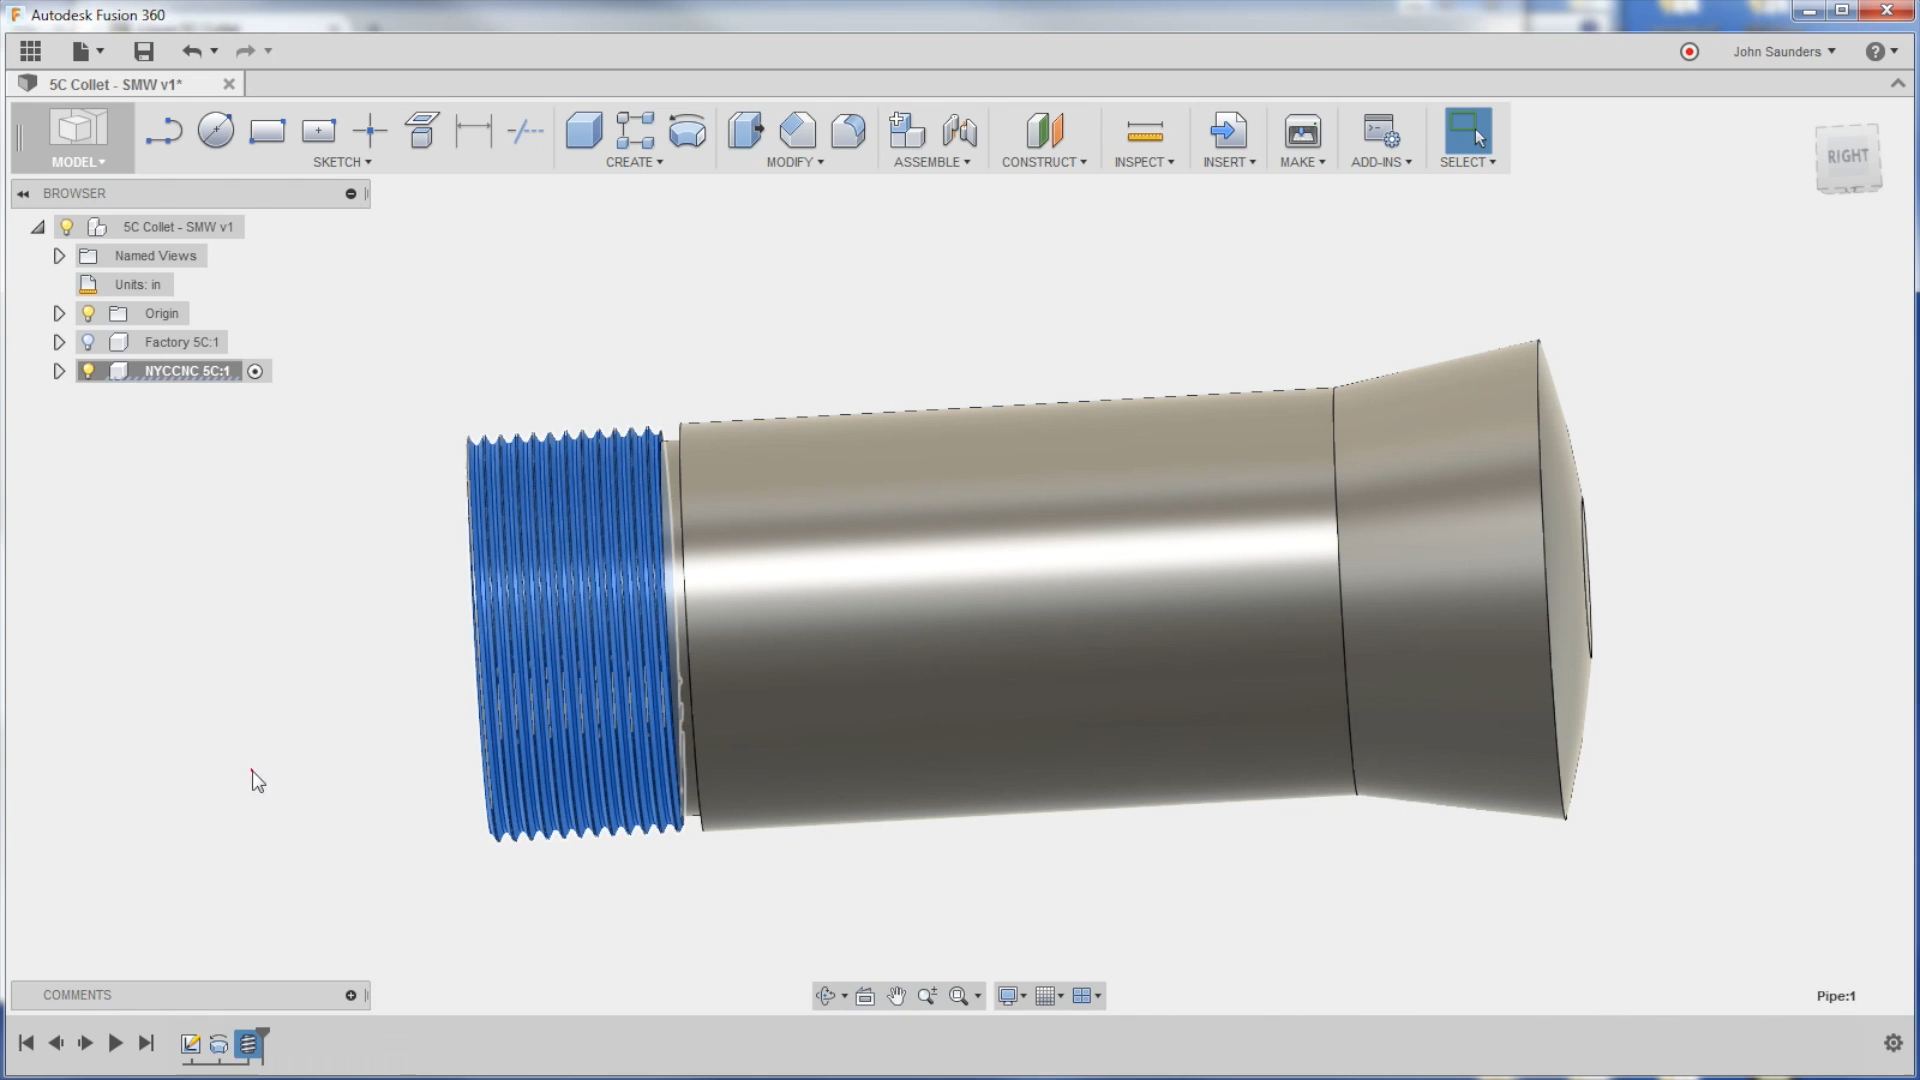 Autodesk Fusion 360
John Saunders
5C Collet - SMW v1*
MODEL
SKETCH
CREATE
MODIFY
ASSEMBLE
CONSTRUCT
INSPECT
INSERT
MAKE
ADD-INS
SELECT
RIGHT
BROWSER
5C Collet - SMW v1
Named Views
Units: in
Origin
Factory 5C:1
NYCCNC 5C:1
COMMENTS
Pipe:1